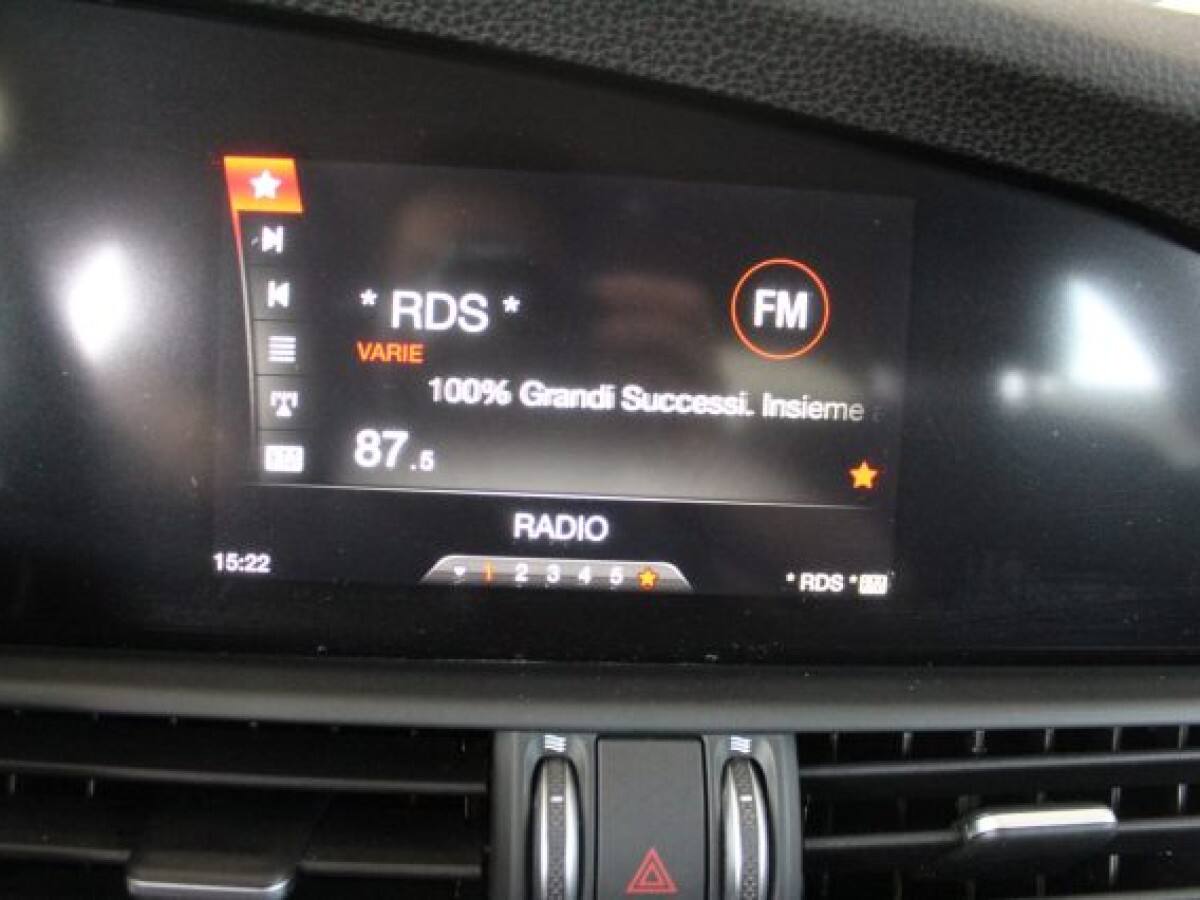 * RDS *
FM
VARIE
100% Grandi Successi. Insieme
87.5
RADIO
15:22
1 2 3 4 5
* RDS *